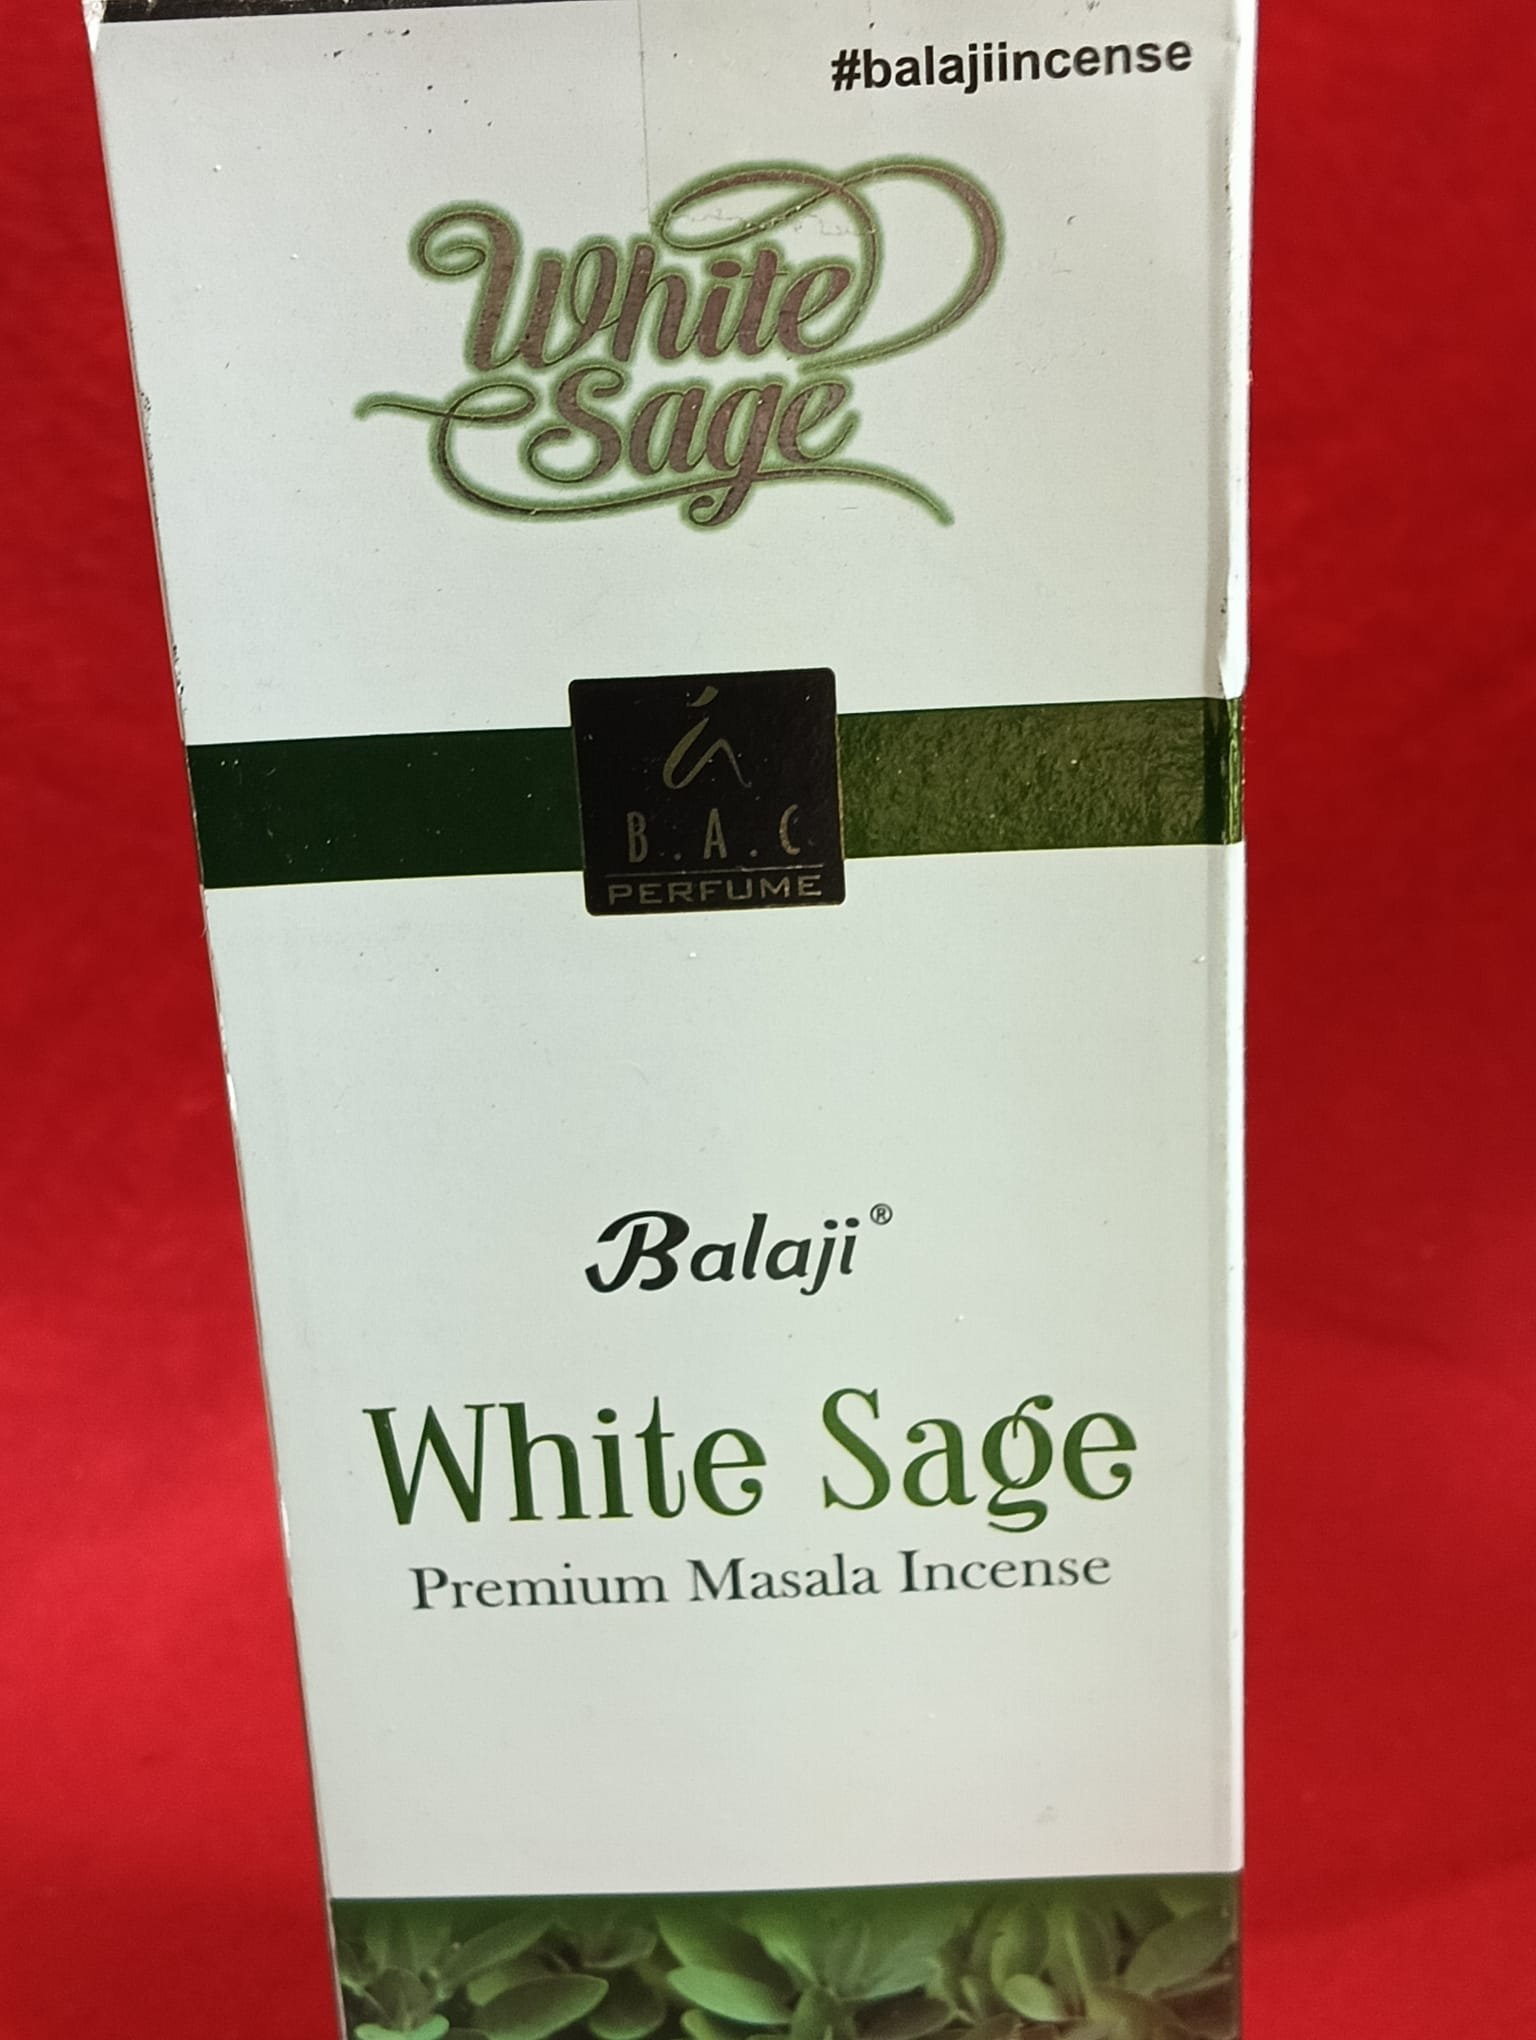 #balajiincense
White
Sage
B.A.C
PERFUME
Balaji®
White Sage
Premium Masala Incense